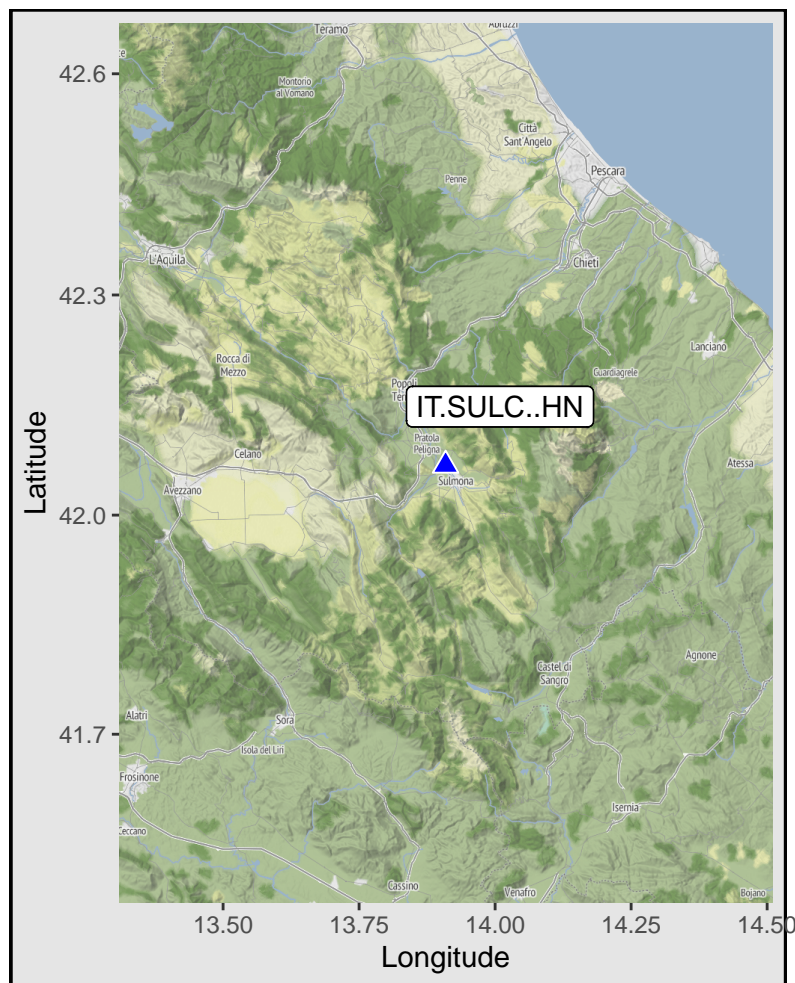 Teramo
Abruzzi
42.6
Montorio
al Vomano
Città
Sant'Angelo
Penne
Pescara
L'Aquila
Chieti
42.3
Rocca di
Mezzo
Lanciano
Guardiagrele
Popoli
IT.SULC..HN
Pratola
Peligna
Celano
Atessa
Sulmona
Avezzano
42.0
Latitude
Castel di
Sangro
Agnone
41.7
Alatri
Sora
Isola del Liri
Frosinone
Isernia
Ceccano
Cassino
Venafro
Bojano
13.50
13.75
14.00
14.25
14.50
Longitude